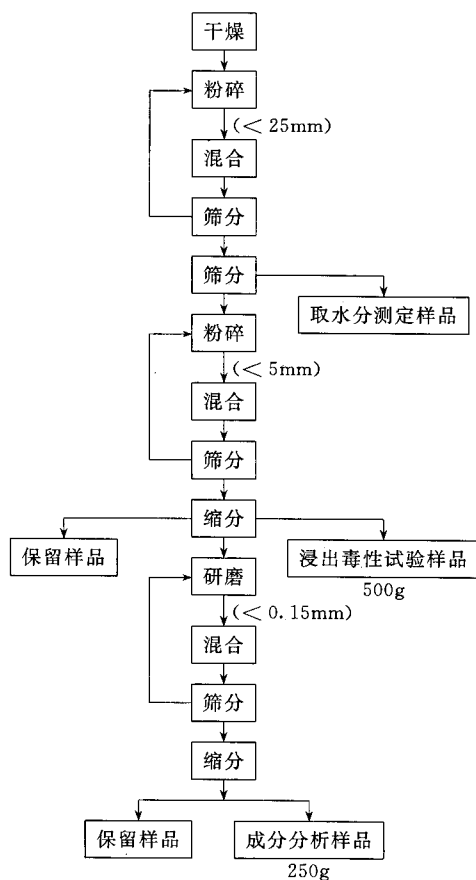 干燥
粉碎
(<25mm)
混合
筛分
筛分
取水分测定样品
粉碎
(<5mm)
混合
筛分
缩分
保留样品
浸出毒性试验样品
500g
研磨
(<0.15mm)
混合
筛分
缩分
保留样品
成分分析样品
250g